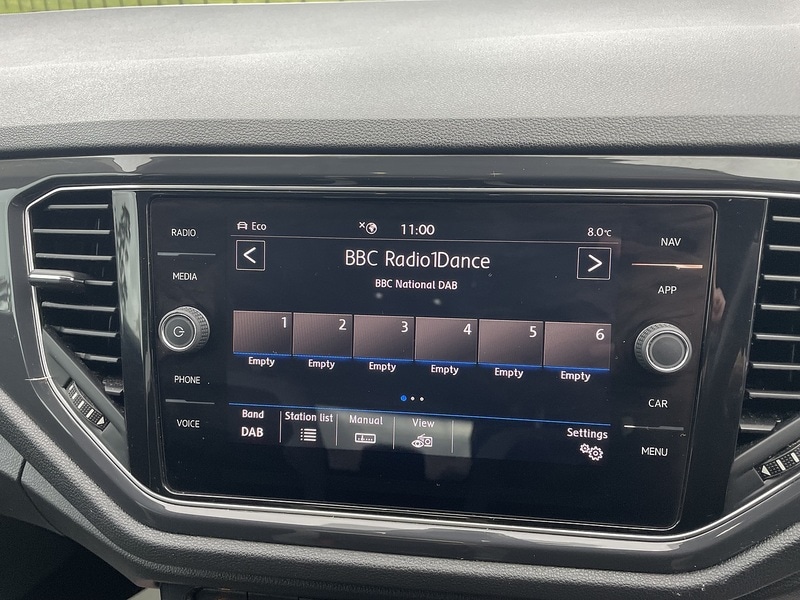 RADIO
MEDIA
PHONE
VOICE
Eco
11:00
8.0°C
<
BBC Radio1Dance
>
BBC National DAB
1 2 3 4 5 6
Empty Empty Empty Empty Empty Empty
Band Station list Manual View Settings
DAB
NAV
APP
CAR
MENU